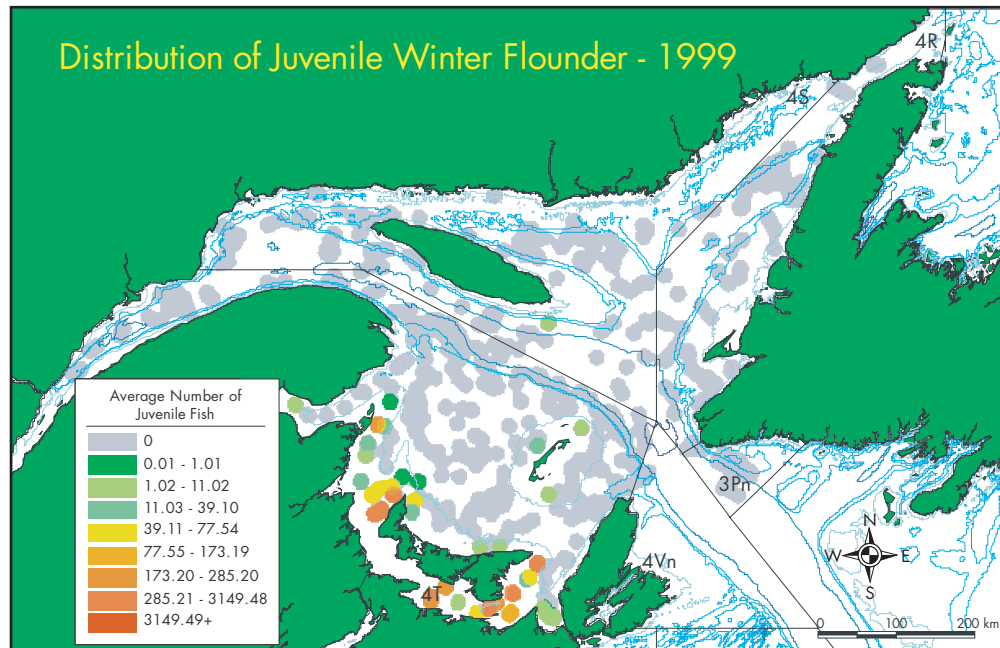 Distribution of Juvenile Winter Flounder - 1999
4R
4S
Average Number of
Juvenile Fish
0
0.01 - 1.01
1.02 - 11.02
11.03 - 39.10
39.11 - 77.54
77.55 - 173.19
173.20 - 285.20
285.21 - 3149.48
3149.49+
3Pn
4Vn
4T
N
W E
S
0 100 200 km